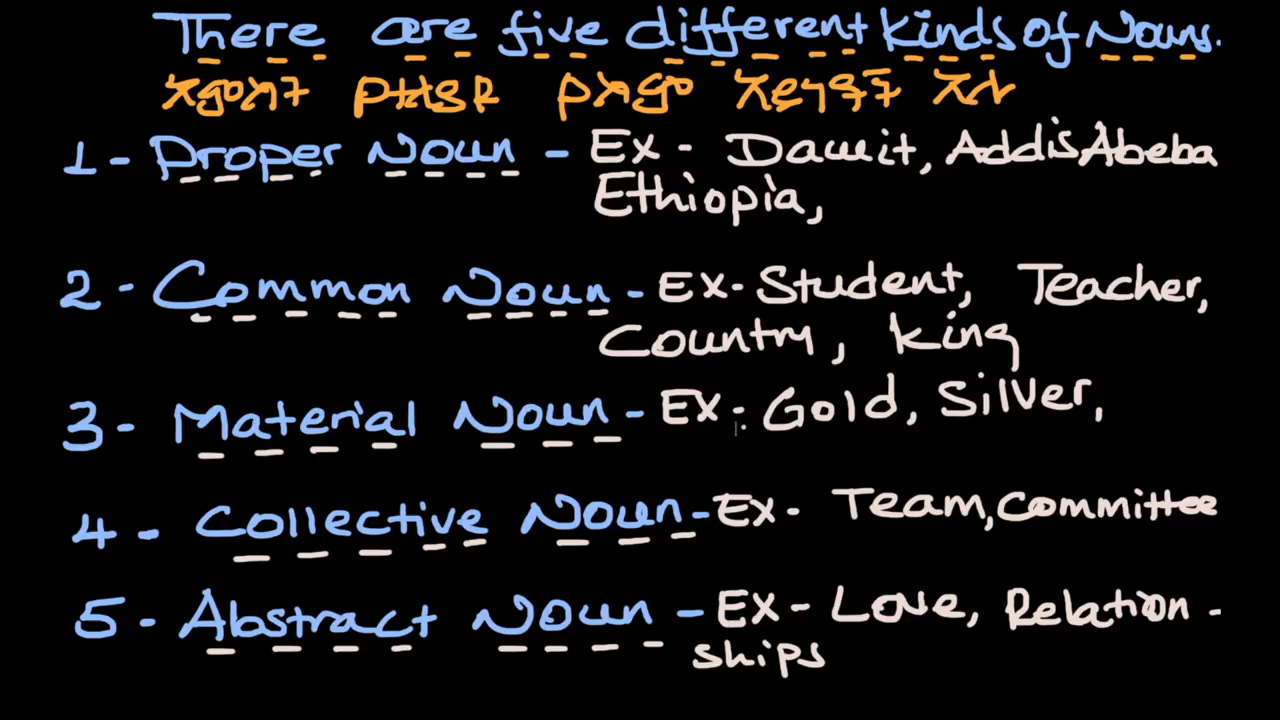 There are five different kinds of Nouns.
1- Proper Noun - Ex - Dawit, Addis Abeba
Ethiopia,
2 - Common Noun - Ex - Student, Teacher,
Country, king
3 - Material Noun - Ex - Gold, Silver,
4 - Collective Noun - Ex - Team, Committee
5 - Abstract Noun - Ex - Love, Relation -
ships